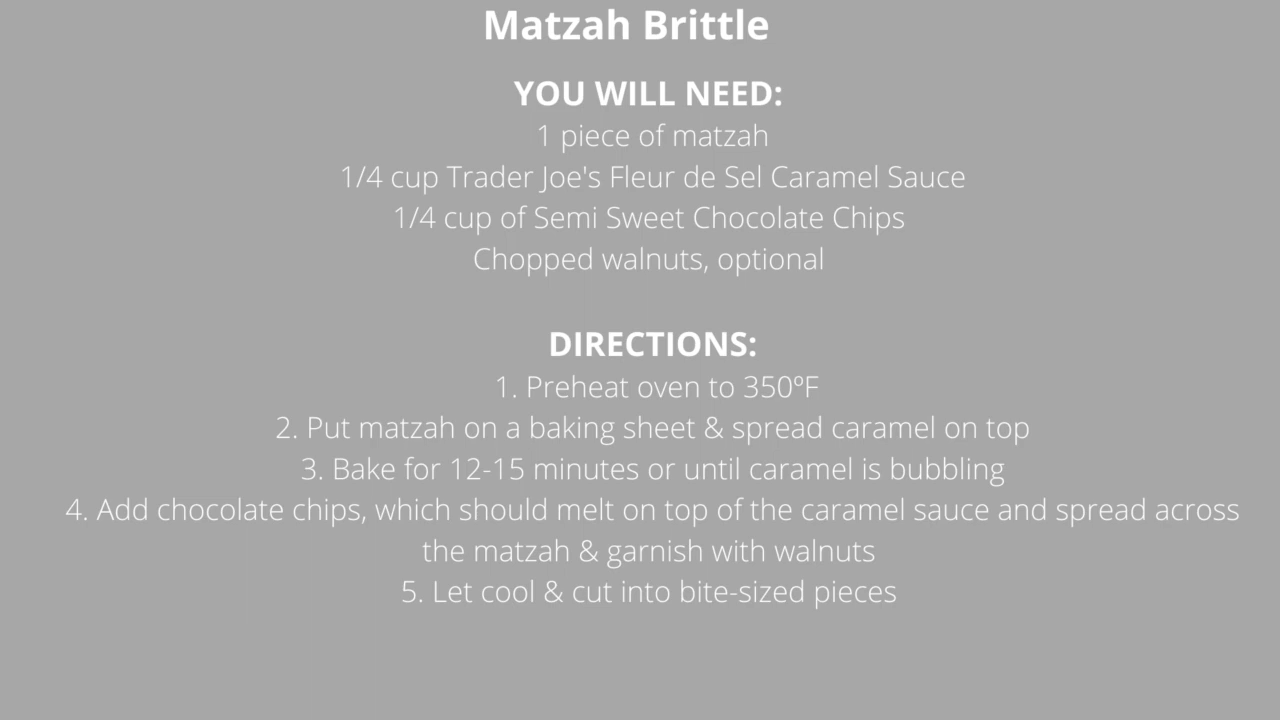 Matzah Brittle
YOU WILL NEED:
1 piece of matzah
1/4 cup Trader Joe's Fleur de Sel Caramel Sauce
1/4 cup of Semi Sweet Chocolate Chips
Chopped walnuts, optional
DIRECTIONS:
1. Preheat oven to 350ºF
2. Put matzah on a baking sheet & spread caramel on top
3. Bake for 12-15 minutes or until caramel is bubbling
4. Add chocolate chips, which should melt on top of the caramel sauce and spread across
the matzah & garnish with walnuts
5. Let cool & cut into bite-sized pieces